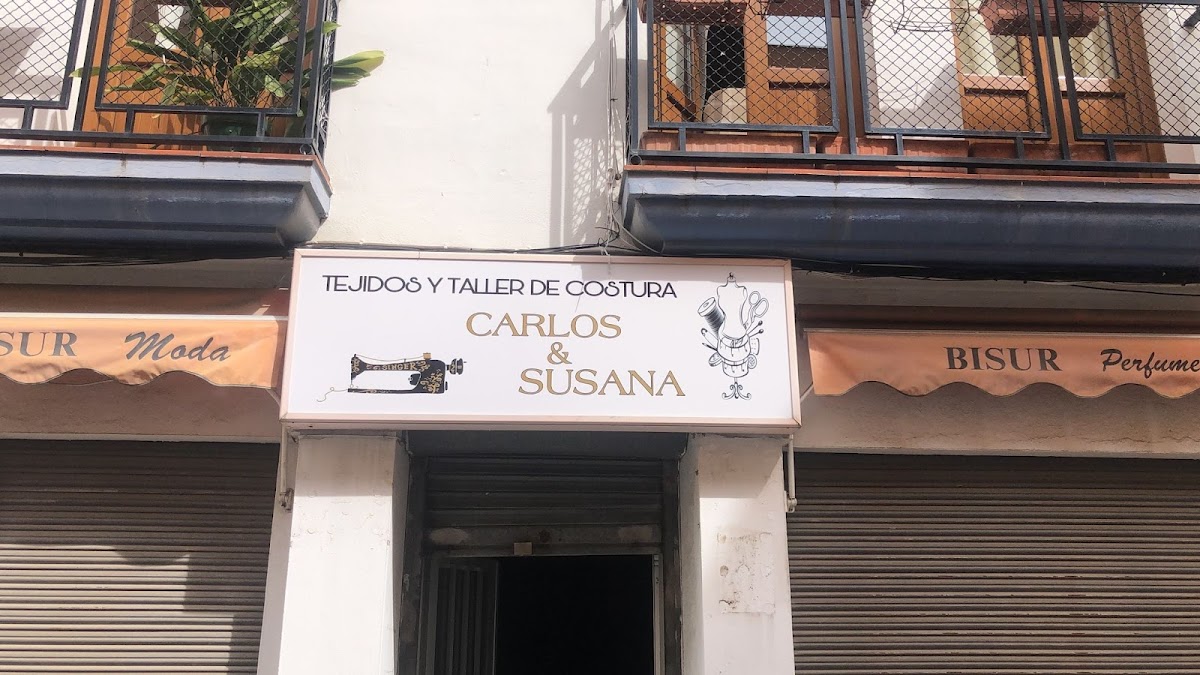 TEJIDOS Y TALLER DE COSTURA
CARLOS
&
SUSANA
SINGER
SUR Moda
BISUR Perfume